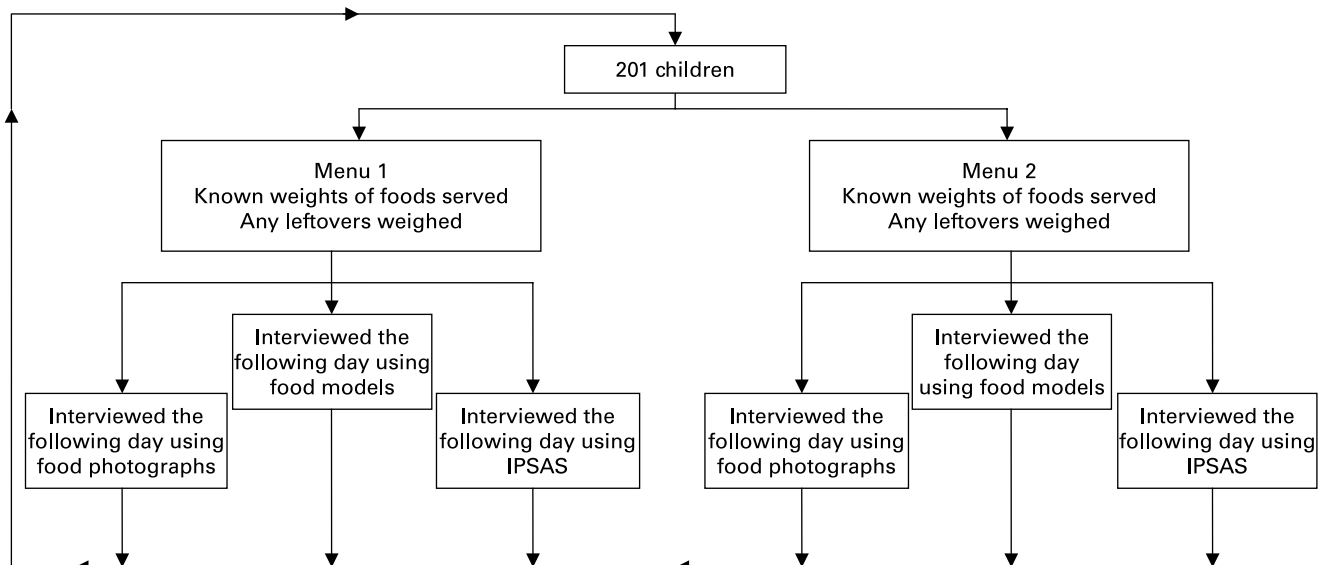 201 children
Menu 1
Known weights of foods served
Any leftovers weighed
Menu 2
Known weights of foods served
Any leftovers weighed
Interviewed the
following day using
food models
Interviewed the
following day using
food photographs
Interviewed the
following day using
IPSAS
Interviewed the
following day
using food models
Interviewed the
following day using
food photographs
Interviewed the
following day using
IPSAS